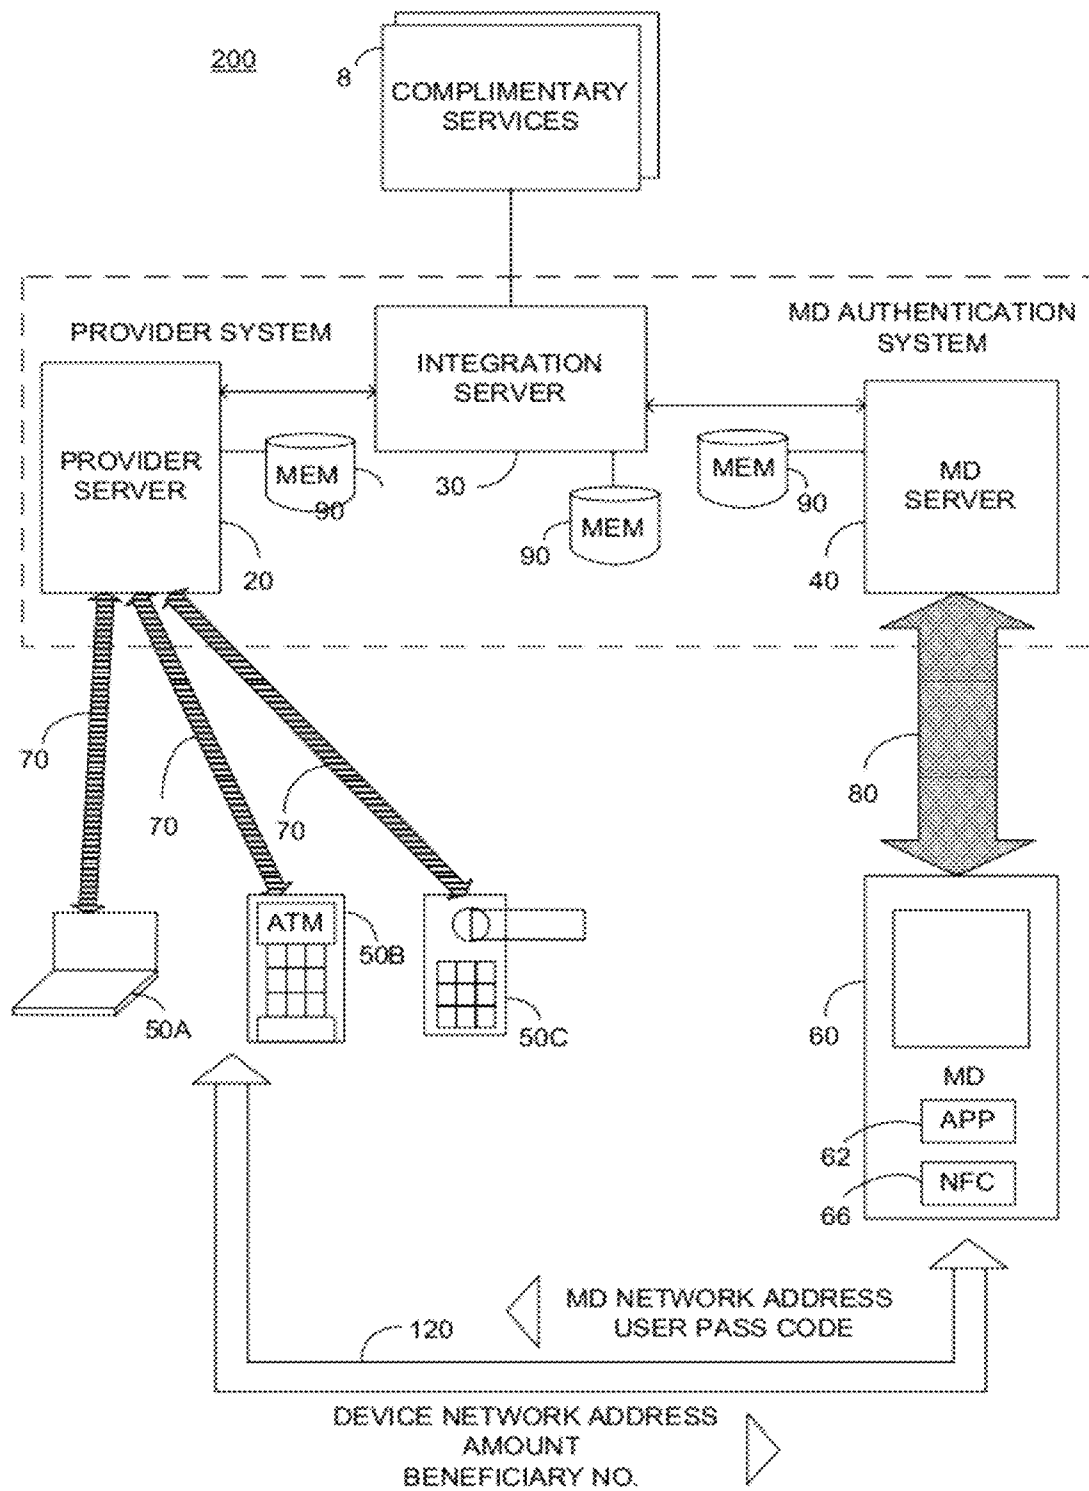 200
8
COMPLIMENTARY
SERVICES
PROVIDER SYSTEM
MD AUTHENTICATION
SYSTEM
INTEGRATION
SERVER
PROVIDER
SERVER
MEM
90
30
MEM
90
MEM
90
MD
SERVER
20
40
70
70
70
80
ATM
50A
50B
50C
60
MD
APP
62
NFC
66
MD NETWORK ADDRESS
USER PASS CODE
120
DEVICE NETWORK ADDRESS
AMOUNT
BENEFICIARY NO.